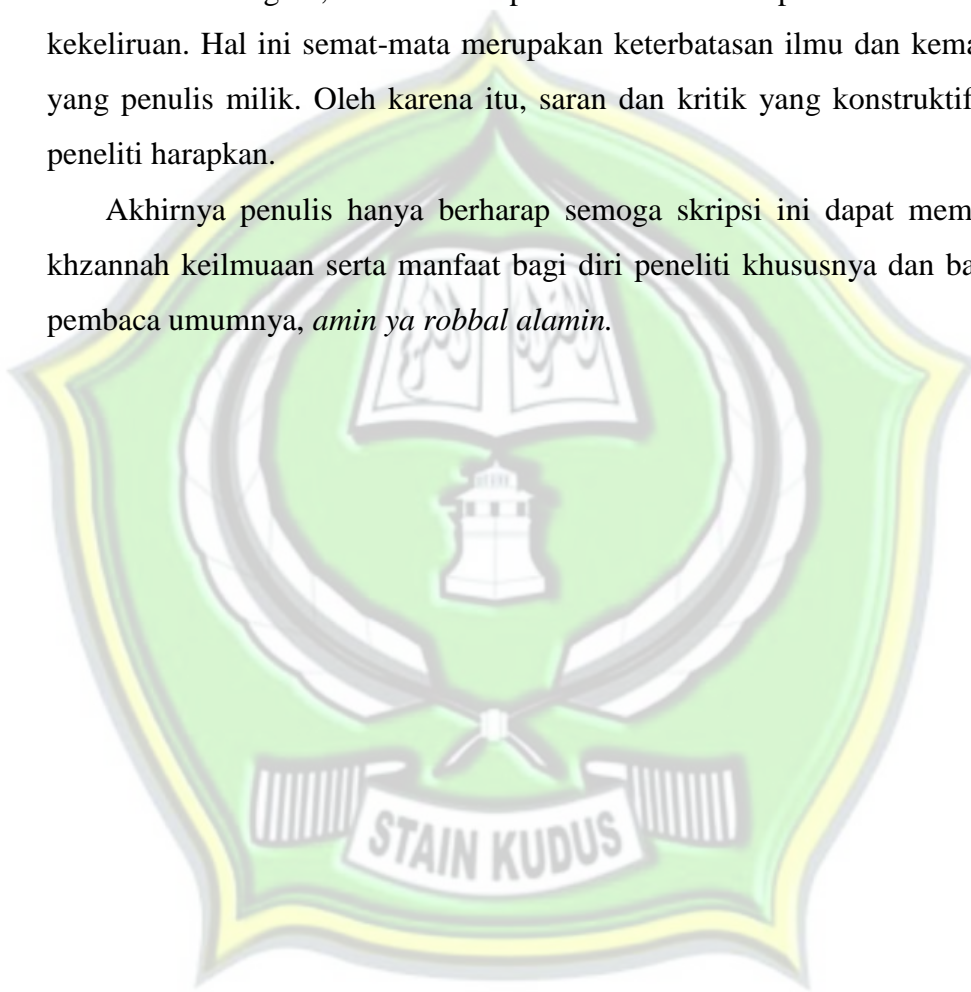 kekeliruan. Hal ini semat-mata merupakan keterbatasan ilmu dan kema
yang penulis milik. Oleh karena itu, saran dan kritik yang konstruktif
peneliti harapkan.
Akhirnya penulis hanya berharap semoga skripsi ini dapat mem
khzannah keilmuaan serta manfaat bagi diri peneliti khususnya dan ba
pembaca umumnya, amin ya robbal alamin.
STAIN KUDUS